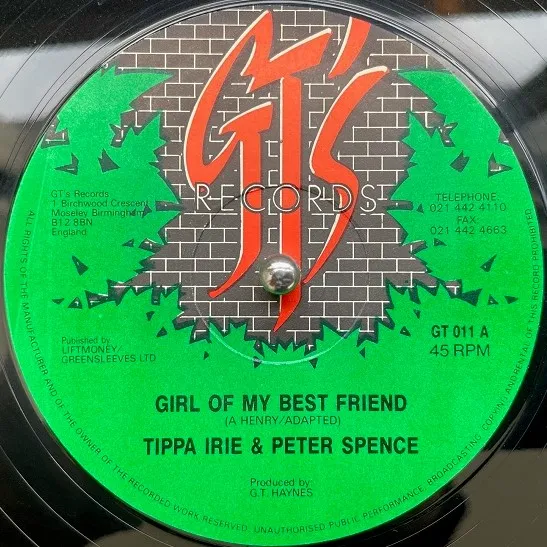 GT's
RECORDS
GT's Records
1 Birchwood Crescent
Moseley Birmingham
B12 8BN
England
TELEPHONE
021 442 4110
FAX
021 442 4663
Published by
LIFTMONEY/
GREENSLEEVES LTD
GT 011 A
45 RPM
GIRL OF MY BEST FRIEND
(A HENRY/ADAPTED)
TIPPA IRIE & PETER SPENCE
Produced by:
G.T. HAYNES
ALL RIGHTS OF THE MANUFACTURER AND OF THE OWNER OF THE RECORDED WORK RESERVED. UNAUTHORISED PUBLIC PERFORMANCE, BROADCASTING, COPYING AND RENTAL OF THIS RECORD PROHIBITED